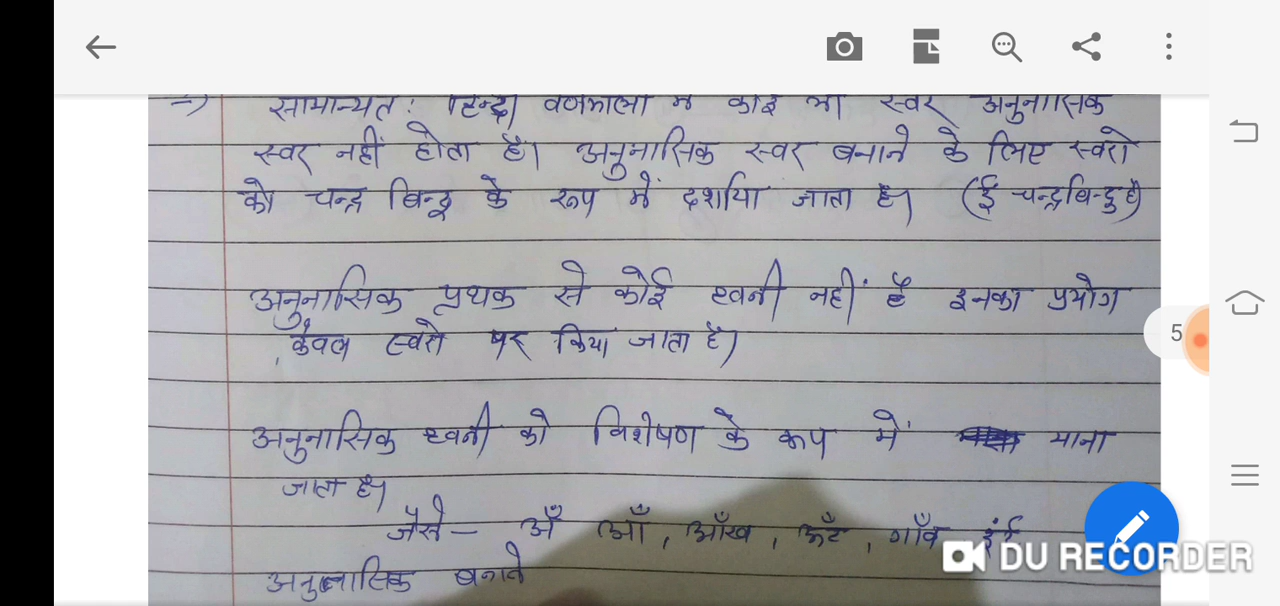 सामान्यत: हिन्दी वर्णमाला में कोई भी स्वर अनुनासिक
स्वर नहीं होता है। अनुनासिक स्वर बनाने के लिए स्वरो
को चन्द्र बिन्दू के रूप में दर्शाया जाता है। (ई चन्द्रबिन्दु है)
अनुनासिक पृथक से कोई ध्वनी नहीं है इनका प्रयोग
केवल स्वरो पर किया जाता है।
5
अनुनासिक ध्वनी को विशेषण के रूप में माना
जाता है।
जैसे - अँ आँ, आँख, ऊँट, गाँव ईंट
DU RECORDER
अनुनासिक बनाने